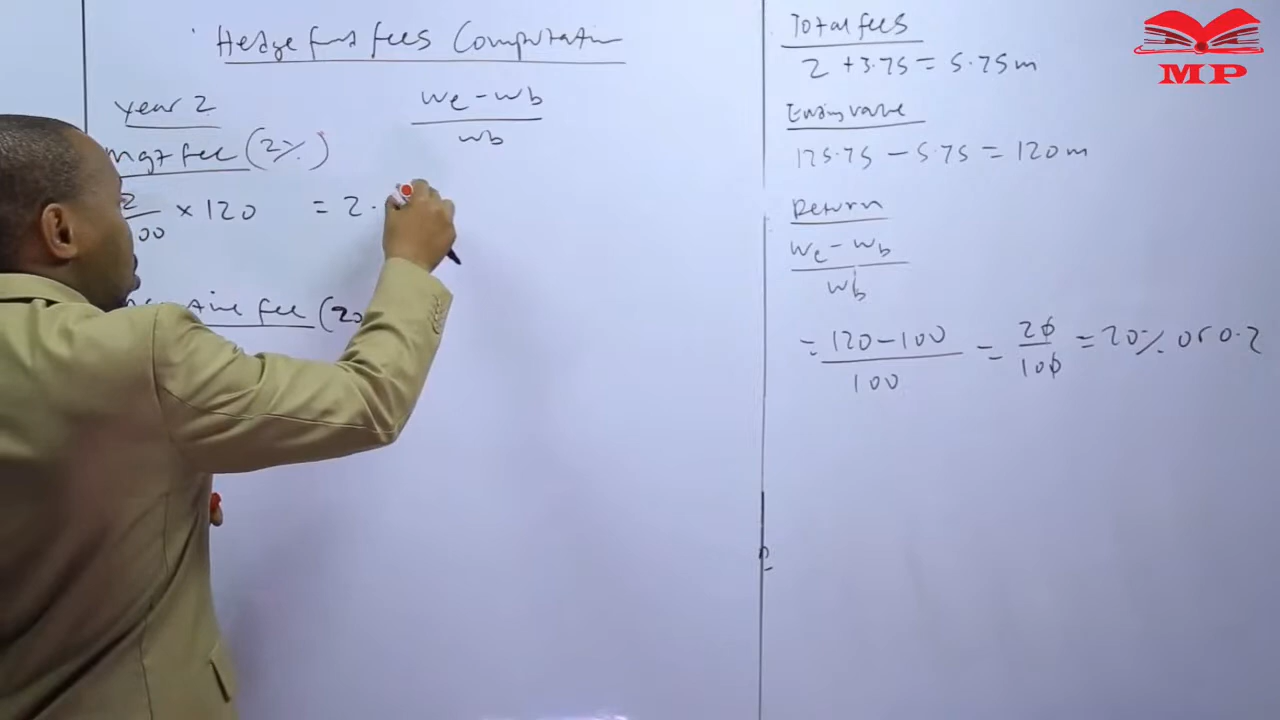 Hedge fund fees Computation
year 2
We - Wb
Wb
mgt fee (2%)
2
00 × 120 = 2.
fee (20
Total fees
2 + 3.75 = 5.75m
Ending value
125.75 - 5.75 = 120m
Return
We - Wb
Wb
= 120 - 100 = 20 = 20% or 0.2
100 100
MP